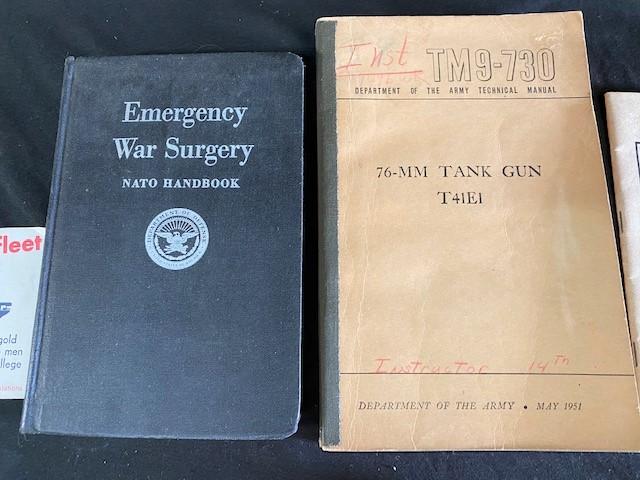 Fleet
gold
men
llege
Emergency
War Surgery
NATO HANDBOOK
DEPARTMENT OF DEFENSE
Inst
TM9-730
DEPARTMENT OF THE ARMY TECHNICAL MANUAL
76-MM TANK GUN
T41E1
Instructor 14TH
DEPARTMENT OF THE ARMY • MAY 1951